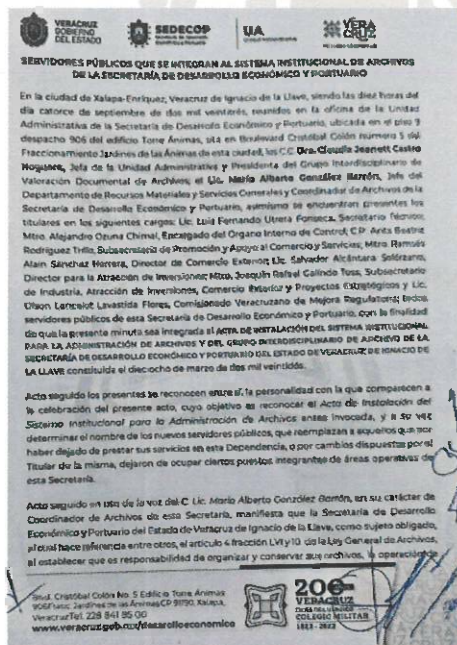 VERACRUZ
GOBIERNO
DEL ESTADO
SEDECOP
UA
VERA
CRUZ
SERVIDORES PÚBLICOS QUE SE INTEGRAN AL SISTEMA INSTITUCIONAL DE ARCHIVOS
DE LA SECRETARÍA DE DESARROLLO ECONÓMICO Y PORTUARIO
En la ciudad de Xalapa-Enríquez, Veracruz de Ignacio de la Llave, siendo las diez horas del
día catorce de septiembre de dos mil veintitrés, reunidos en la oficina de la Unidad
Administrativa de la Secretaría de Desarrollo Económico y Portuario, ubicada en el piso 9
despacho 906 del edificio Torre Ánimas, sita en Boulevard Cristóbal Colón número 5 del
Fraccionamiento Jardines de las Ánimas de esta ciudad, los CC. Dra. Claudia Jeanett Castro
Noguera, Jefa de la Unidad Administrativa y Presidenta del Grupo Interdisciplinario de
Valoración Documental de Archivos; el Lic. Mario Alberto González Barrón, Jefe del
Departamento de Recursos Materiales y Servicios Generales y Coordinador de Archivos de la
Secretaría de Desarrollo Económico y Portuario, asimismo se encuentran presentes los
titulares en los siguientes cargos: Lic. Luis Fernando Utrera Fonseca, Secretario Técnico;
Mtro. Alejandro Ozuna Chimal, Encargado del Órgano Interno de Control; C.P. Anita Beatriz
Rodríguez Trillo, Subsecretaria de Promoción y Apoyo al Comercio y Servicios; Mtro. Ramsés
Alain Sánchez Herrera, Director de Comercio Exterior; Lic. Salvador Alcántara Solórzano,
Director para la Atracción de Inversiones; Mtro. Joaquín Rafael Galindo Toss, Subsecretario
de Industria, Atracción de Inversiones, Comercio Exterior y Proyectos Estratégicos y Lic.
Olson Lancelot Lavastida Flores, Comisionado Veracruzano de Mejora Regulatoria; todos
servidores públicos de esta Secretaría de Desarrollo Económico y Portuario, con la finalidad
de que la presente minuta sea integrada al ACTA DE INSTALACIÓN DEL SISTEMA INSTITUCIONAL
PARA LA ADMINISTRACIÓN DE ARCHIVOS Y DEL GRUPO INTERDISCIPLINARIO DE ARCHIVO DE LA
SECRETARÍA DE DESARROLLO ECONÓMICO Y PORTUARIO DEL ESTADO DE VERACRUZ DE IGNACIO DE
LA LLAVE constituida el dieciocho de marzo de dos mil veintidós.
Acto seguido los presentes se reconocen entre sí, la personalidad con la que comparecen a
la celebración del presente acto, cuyo objetivo es reconocer el Acta de Instalación del
Sistema Institucional para la Administración de Archivos antes invocada, y a su vez
determinar el nombre de los nuevos servidores públicos, que reemplazan a aquellos que por
haber dejado de prestar sus servicios en esta Dependencia, o por cambios dispuestos por el
Titular de la misma, dejaron de ocupar ciertos puestos integrantes de áreas operativas de
esta Secretaría.
Acto seguido en uso de la voz del C. Lic. Mario Alberto González Barrón, en su carácter de
Coordinador de Archivos de esta Secretaría, manifiesta que la Secretaría de Desarrollo
Económico y Portuario del Estado de Veracruz de Ignacio de la Llave, como sujeto obligado,
al cual hace referencia entre otros, el artículo 4 fracción LVI y 10 de la Ley General de Archivos,
al establecer que es responsabilidad de organizar y conservar sus archivos, la operación de
Blvd. Cristóbal Colón No. 5 Edificio Torre Ánimas
906 Fracc. Jardines de las Ánimas CP 91190, Xalapa,
Veracruz Tel. 228 841 85 00
www.veracruz.gob.mx/desarrolloeconomico
200
VERACRUZ
COLEGIO MILITAR
1823 - 2023